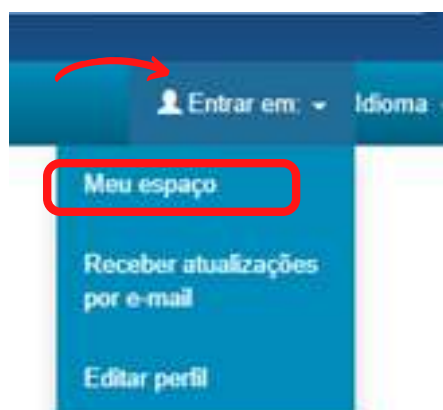 Entrar em: Idioma
Meu espaço
Receber atualizações
por e-mail
Editar perfil